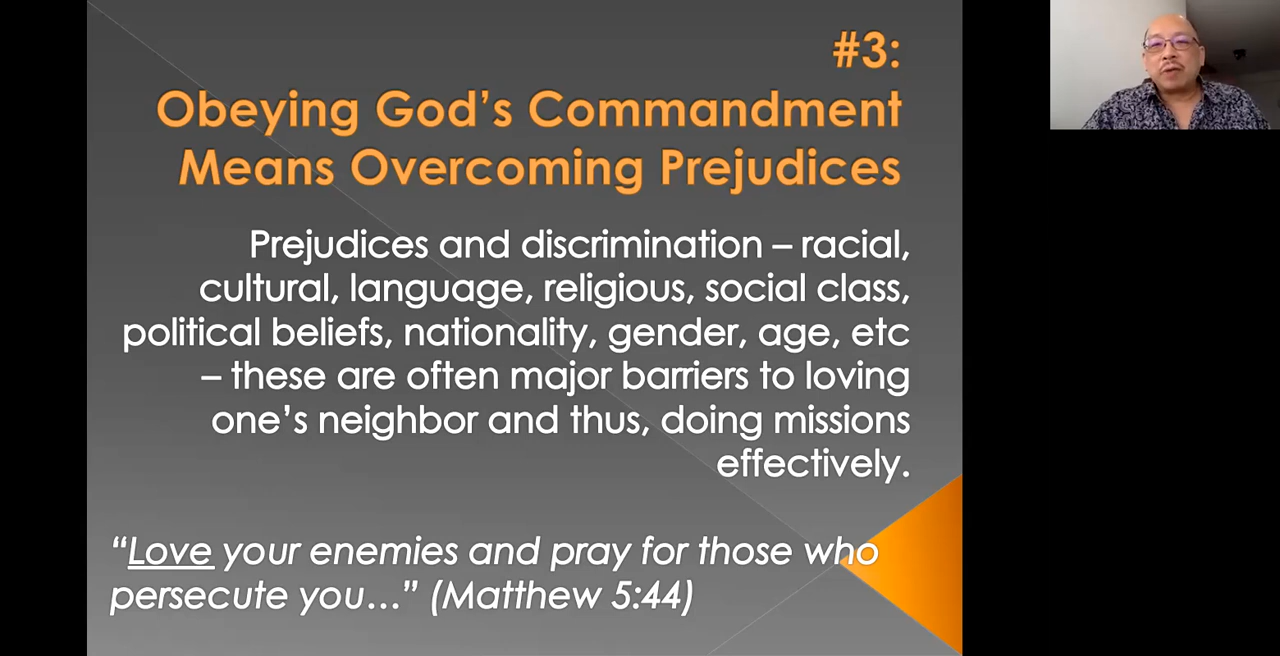 #3:
Obeying God’s Commandment
Means Overcoming Prejudices
Prejudices and discrimination – racial,
cultural, language, religious, social class,
political beliefs, nationality, gender, age, etc
– these are often major barriers to loving
one’s neighbor and thus, doing missions
effectively.
“Love your enemies and pray for those who
persecute you…” (Matthew 5:44)